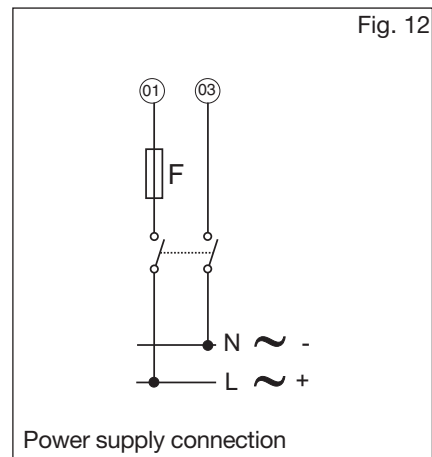 Fig. 12
01 03
F
N ~ -
L ~ +
Power supply connection